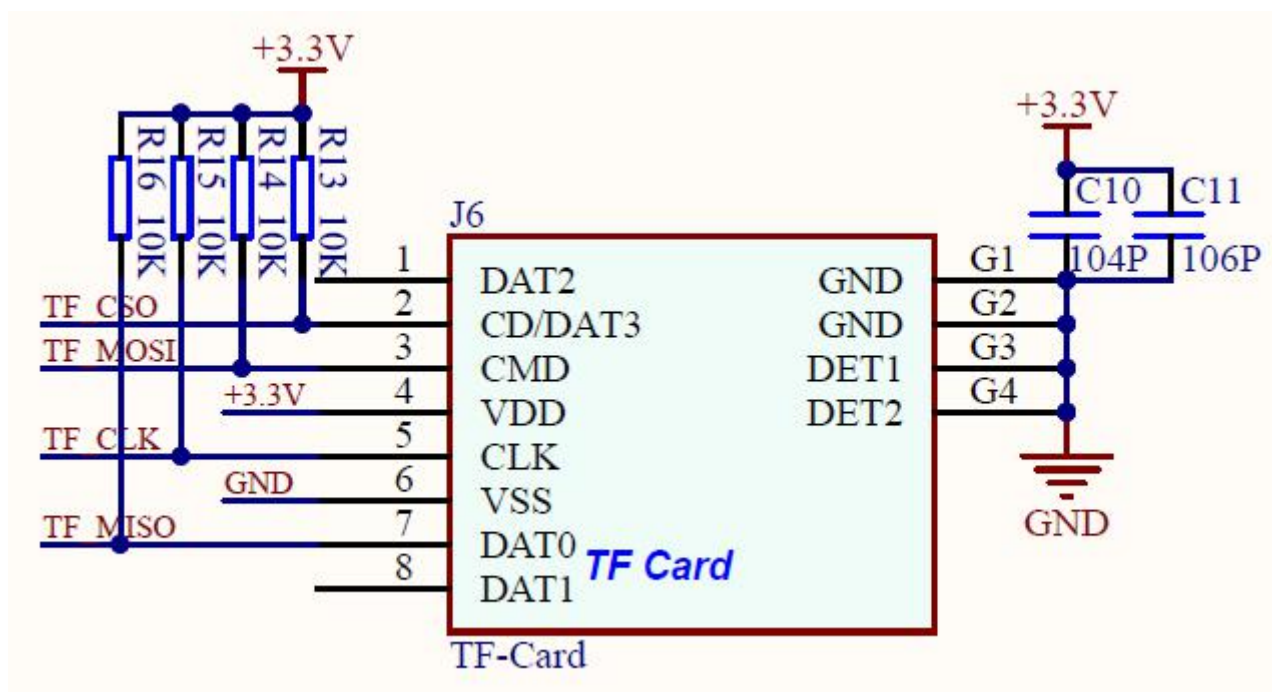 +3.3V
R16 10K
R15 10K
R14 10K
R13 10K
TF_CSO
TF_MOSI
+3.3V
TF_CLK
GND
TF_MISO
J6
1 DAT2
2 CD/DAT3
3 CMD
4 VDD
5 CLK
6 VSS
7 DAT0
8 DAT1
TF Card
GND G1
GND G2
DET1 G3
DET2 G4
TF-Card
+3.3V
C10 C11
104P 106P
GND